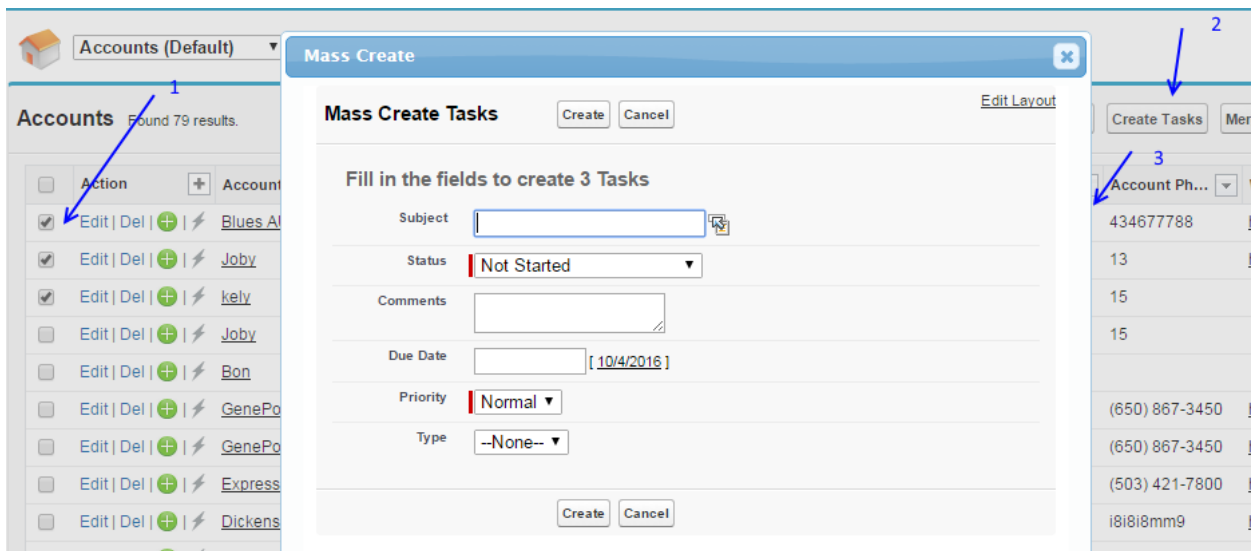 2
Accounts (Default)
Mass Create
1
Mass Create Tasks Create Cancel Edit Layout
Accounts Found 79 results. Create Tasks
3
Fill in the fields to create 3 Tasks
Action + Account Account Ph...
Subject
Edit | Del | Blues 434677788
Status Not Started
Edit | Del | Joby 13
Comments
Edit | Del | kely 15
Edit | Del | Joby 15
Due Date [ 10/4/2016 ]
Edit | Del | Bon
Priority Normal
Edit | Del | GenePo (650) 867-3450
Type --None--
Edit | Del | GenePo (650) 867-3450
Edit | Del | Express (503) 421-7800
Create Cancel
Edit | Del | Dickens i8i8i8mm9